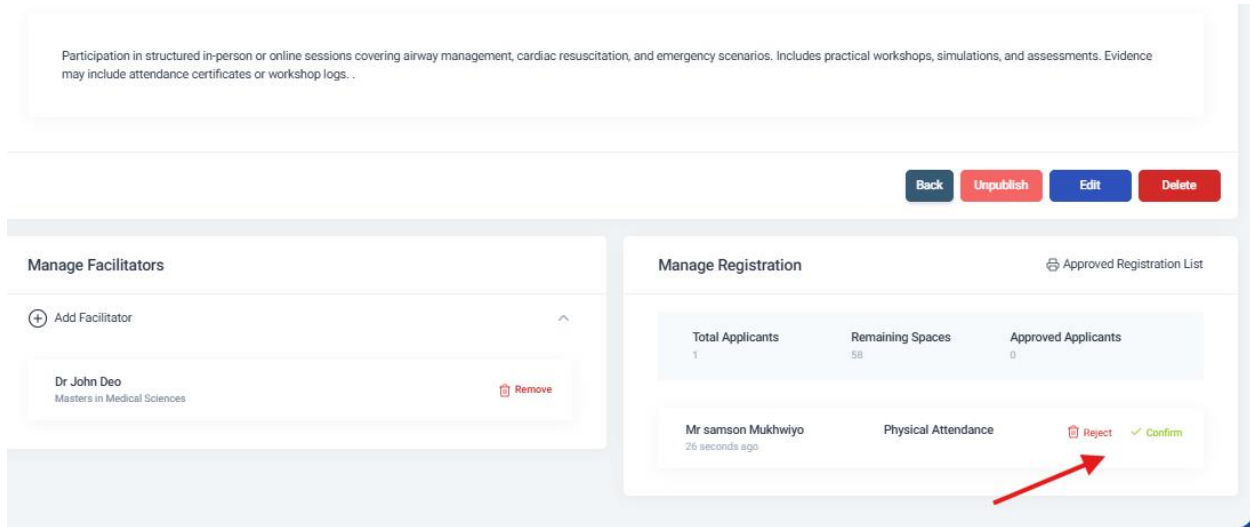 Participation in structured in-person or online sessions covering airway management, cardiac resuscitation, and emergency scenarios. Includes practical workshops, simulations, and assessments. Evidence
may include attendance certificates or workshop logs. .
Back Unpublish Edit Delete
Manage Facilitators
Add Facilitator
Dr John Deo
Masters in Medical Sciences
Remove
Manage Registration
Approved Registration List
Total Applicants Remaining Spaces Approved Applicants
1 58 0
Mr samson Mukhwiyo Physical Attendance Reject Confirm
26 seconds ago